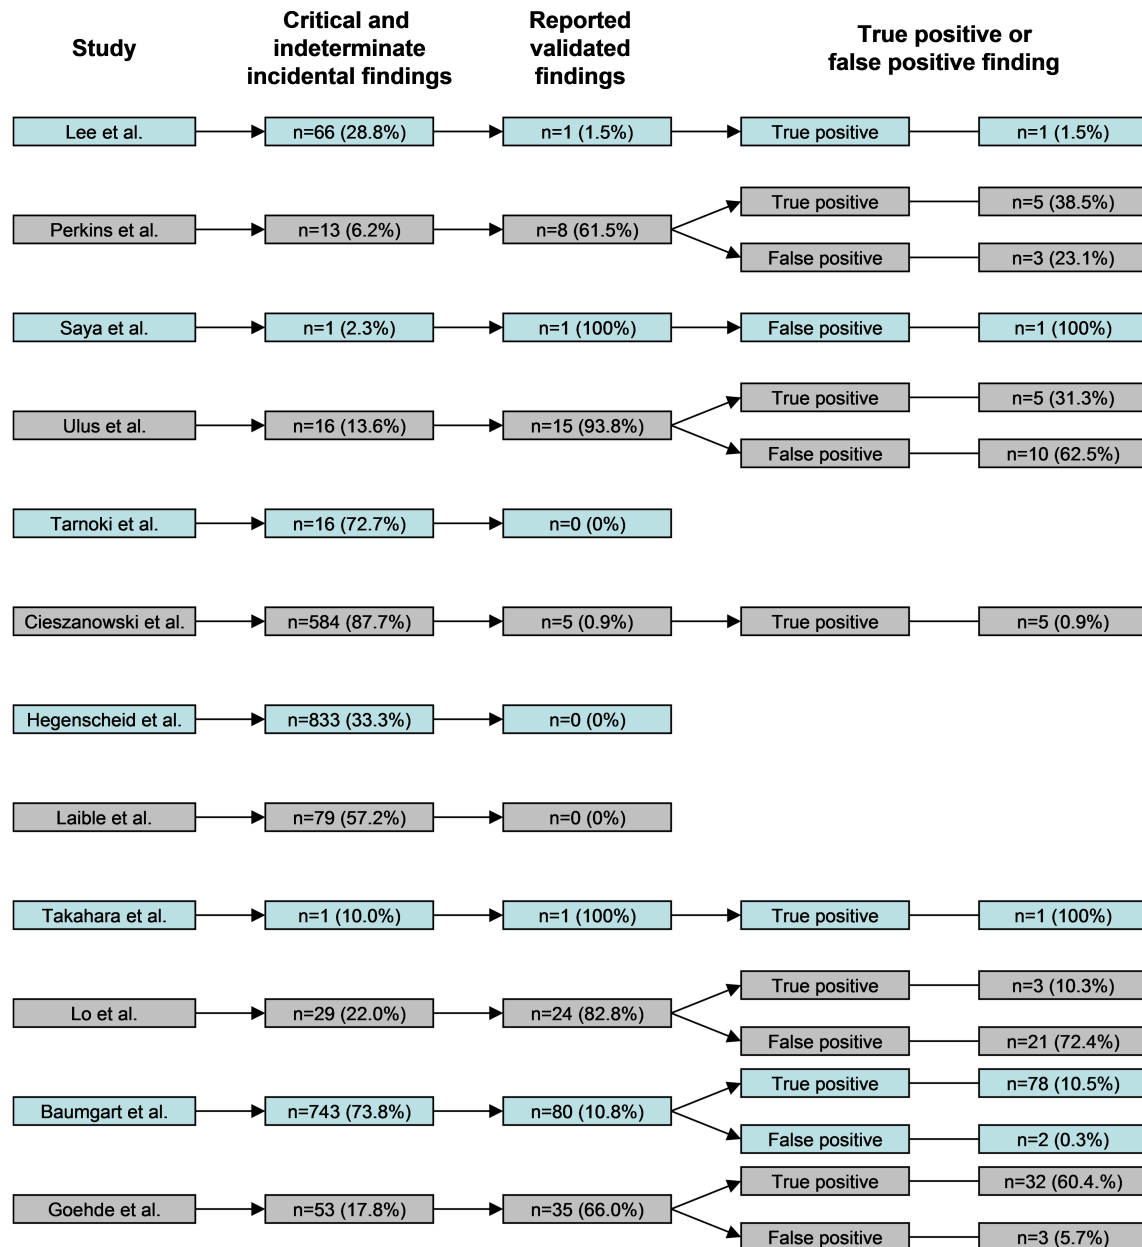 Study
Critical and
indeterminate
incidental findings
Reported
validated
findings
True positive or
false positive finding
Lee et al.
n=66 (28.8%)
n=1 (1.5%)
True positive
n=1 (1.5%)
Perkins et al.
n=13 (6.2%)
n=8 (61.5%)
True positive
n=5 (38.5%)
False positive
n=3 (23.1%)
Saya et al.
n=1 (2.3%)
n=1 (100%)
False positive
n=1 (100%)
Ulus et al.
n=16 (13.6%)
n=15 (93.8%)
True positive
n=5 (31.3%)
False positive
n=10 (62.5%)
Tarnoki et al.
n=16 (72.7%)
n=0 (0%)
Cieszanowski et al.
n=584 (87.7%)
n=5 (0.9%)
True positive
n=5 (0.9%)
Hegenscheid et al.
n=833 (33.3%)
n=0 (0%)
Laible et al.
n=79 (57.2%)
n=0 (0%)
Takahara et al.
n=1 (10.0%)
n=1 (100%)
True positive
n=1 (100%)
Lo et al.
n=29 (22.0%)
n=24 (82.8%)
True positive
n=3 (10.3%)
False positive
n=21 (72.4%)
Baumgart et al.
n=743 (73.8%)
n=80 (10.8%)
True positive
n=78 (10.5%)
False positive
n=2 (0.3%)
Goehde et al.
n=53 (17.8%)
n=35 (66.0%)
True positive
n=32 (60.4.%)
False positive
n=3 (5.7%)